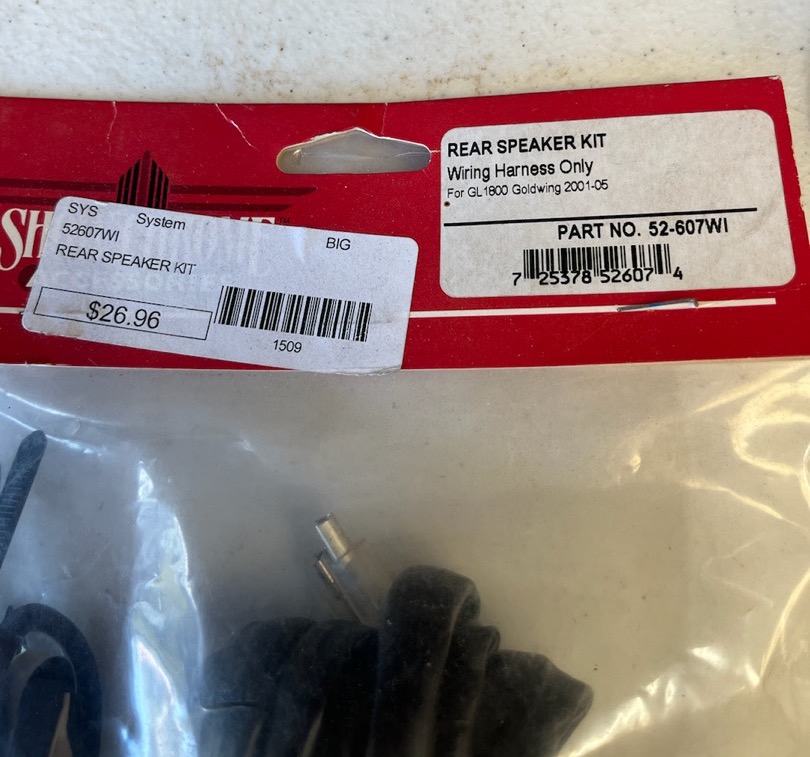 REAR SPEAKER KIT
Wiring Harness Only
For GL1800 Goldwing 2001-05
PART NO. 52-607WI
7 25378 52607 4
SYS System
52607WI BIG
REAR SPEAKER KIT
$26.96
1509
SH